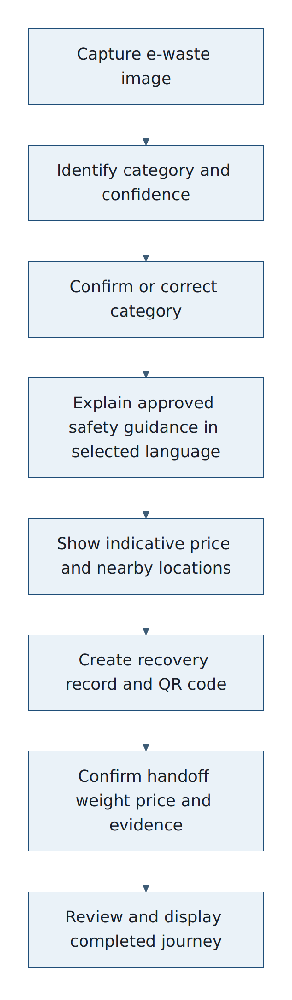 Capture e-waste
image
Identify category and
confidence
Confirm or correct
category
Explain approved
safety guidance in
selected language
Show indicative price
and nearby locations
Create recovery
record and QR code
Confirm handoff
weight price and
evidence
Review and display
completed journey